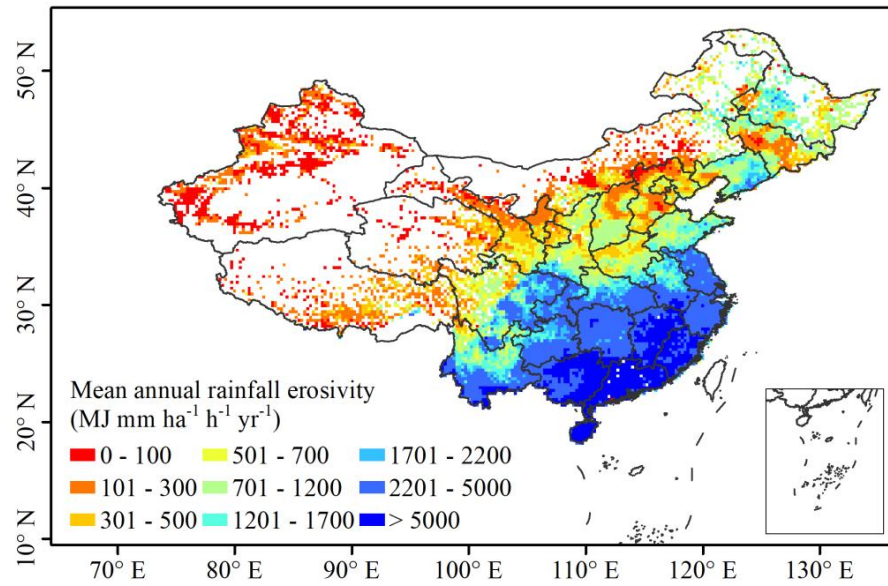 50° N
40° N
30° N
20° N
10° N
Mean annual rainfall erosivity
(MJ mm ha⁻¹ h⁻¹ yr⁻¹)
0 - 100
501 - 700
1701 - 2200
101 - 300
701 - 1200
2201 - 5000
301 - 500
1201 - 1700
> 5000
70° E
80° E
90° E
100° E
110° E
120° E
130° E